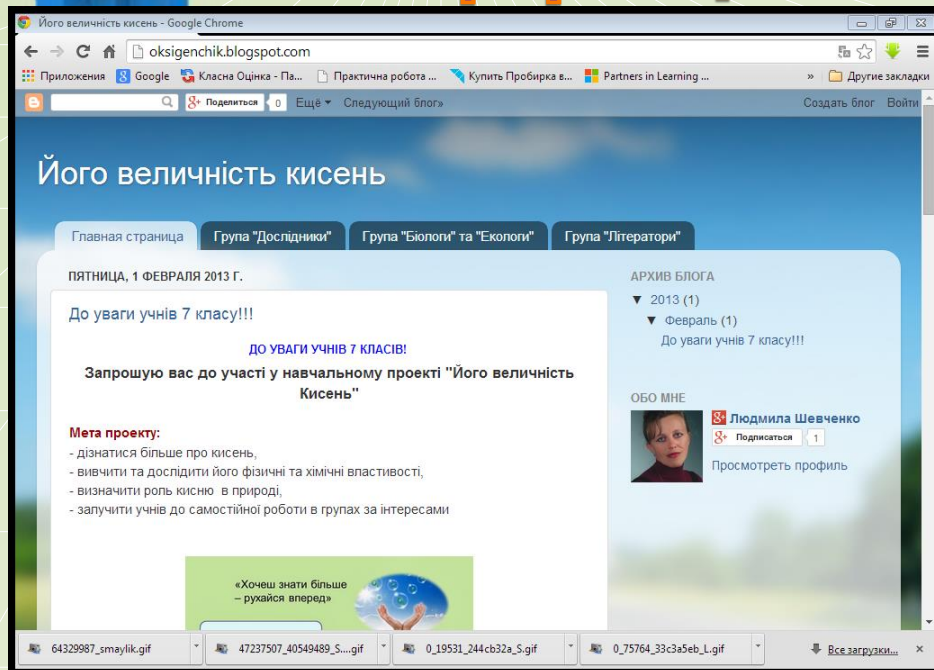 Його величність кисень - Google Chrome
oksigenchik.blogspot.com
Приложения Google Класна Оцінка - Па... Практична робота ... Купить Пробирка в... Partners in Learning ... » Другие закладки
Поделиться 0 Ещё Следующий блог» Создать блог Войти
Його величність кисень
Главная страница Група "Дослідники" Група "Біологи" та "Екологи" Група "Літератори"
ПЯТНИЦА, 1 ФЕВРАЛЯ 2013 Г.
До уваги учнів 7 класу!!!
ДО УВАГИ УЧНІВ 7 КЛАСІВ!
Запрошую вас до участі у навчальному проекті "Його величність
Кисень"
Мета проекту:
- дізнатися більше про кисень,
- вивчити та дослідити його фізичні та хімічні властивості,
- визначити роль кисню в природі,
- залучити учнів до самостійної роботи в групах за інтересами
«Хочеш знати більше
– рухайся вперед»
АРХИВ БЛОГА
▼ 2013 (1)
▼ Февраль (1)
До уваги учнів 7 класу!!!
ОБО МНЕ
Людмила Шевченко
Подписаться 1
Просмотреть профиль
64329987_smaylik.gif 47237507_40549489_S....gif 0_19531_244cb32a_S.gif 0_75764_33c3a5eb_L.gif Все загрузки...